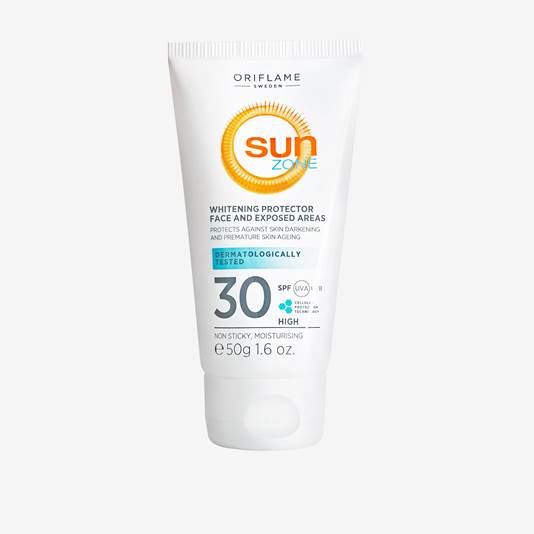 ORIFLAME
SWEDEN
sun
ZONE
WHITENING PROTECTOR
FACE AND EXPOSED AREAS
PROTECTS AGAINST SKIN DARKENING
AND PREMATURE SKIN AGEING
DERMATOLOGICALLY
TESTED
30 SPF UVA
HIGH
NON STICKY, MOISTURISING
℮50g 1.6 oz.